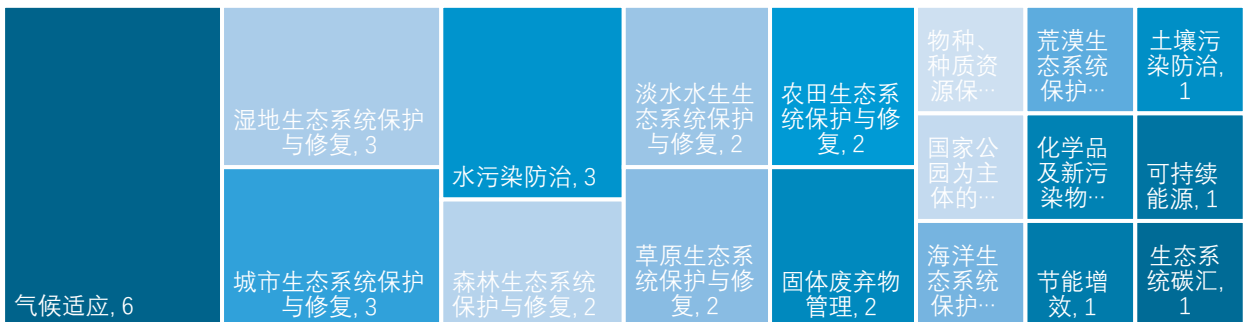 气候适应, 6
湿地生态系统保护
与修复, 3
城市生态系统保护
与修复, 3
水污染防治, 3
森林生态系统
保护与修复, 2
淡水水生生
态系统保护
与修复, 2
草原生态系
统保护与修
复, 2
农田生态系
统保护与修
复, 2
固体废弃物
管理, 2
物种、
种质资
源保…
国家公
园为主
体的…
海洋生
态系统
保护…
荒漠生
态系统
保护…
化学品
及新污
染物…
节能增
效, 1
土壤污
染防治,
1
可持续
能源, 1
生态系
统碳汇,
1